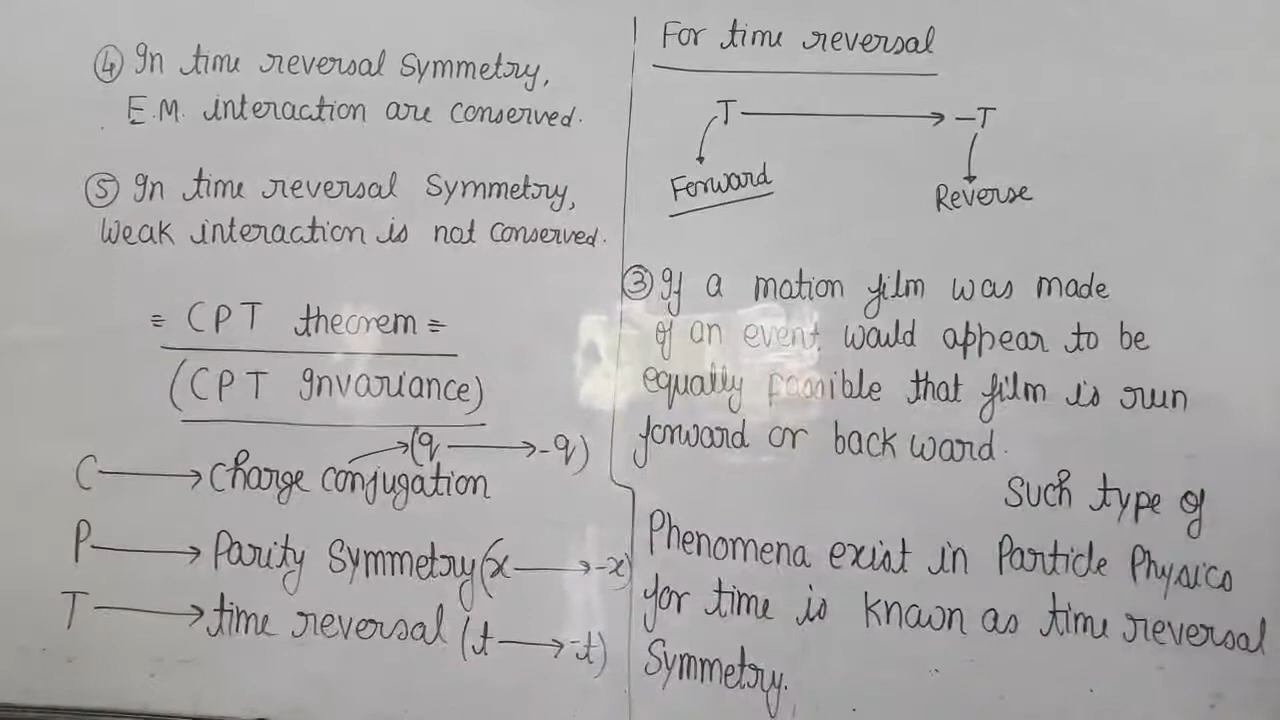 ④ In time reversal Symmetry,
E.M. interaction are conserved.
⑤ In time reversal Symmetry,
Weak interaction is not conserved.
= CPT theorem =
(CPT Invariance)
(q → -q)
C → Charge conjugation
P → Parity Symmetry (x → -x)
T → time reversal (t → -t)
For time reversal
T → -T
Forward
Reverse
③ If a motion film was made
of an event would appear to be
equally possible that film is run
forward or back ward.
Such type of
Phenomena exist in Particle Physics
for time is known as time reversal
Symmetry.